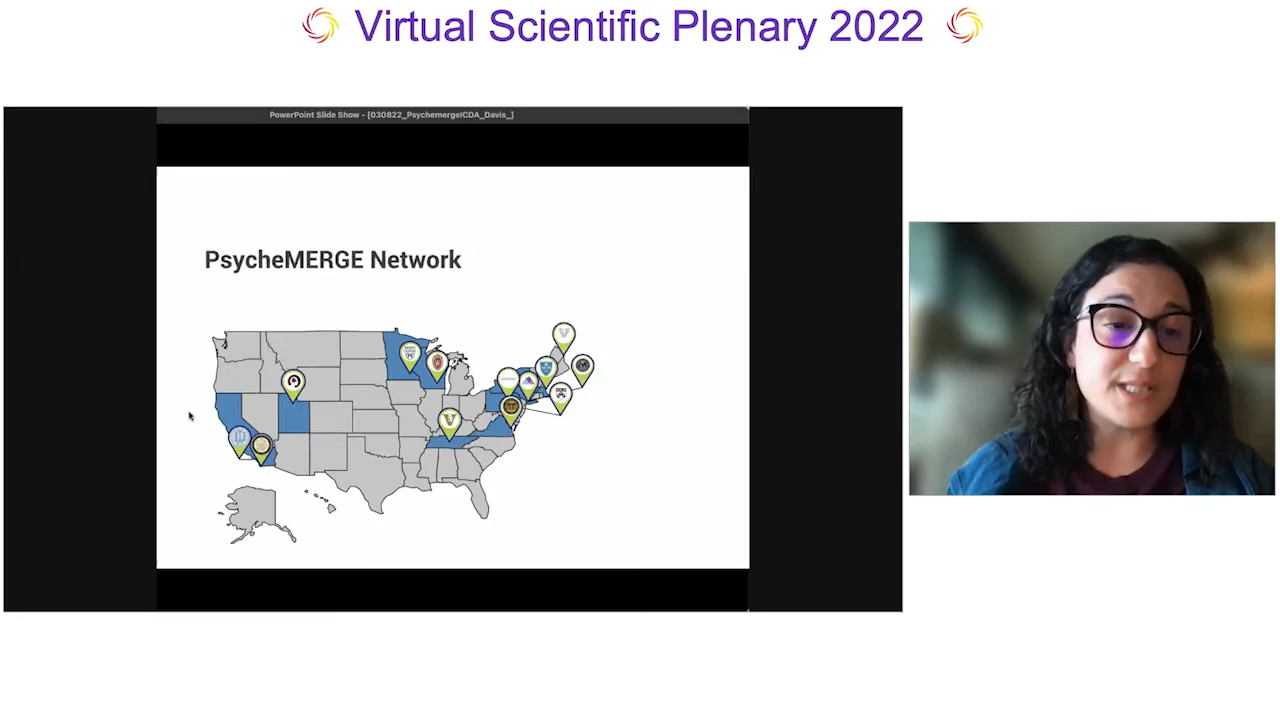 Virtual Scientific Plenary 2022
PowerPoint Slide Show - [030822_PsychemergeICDA_Davis_]
PsycheMERGE Network